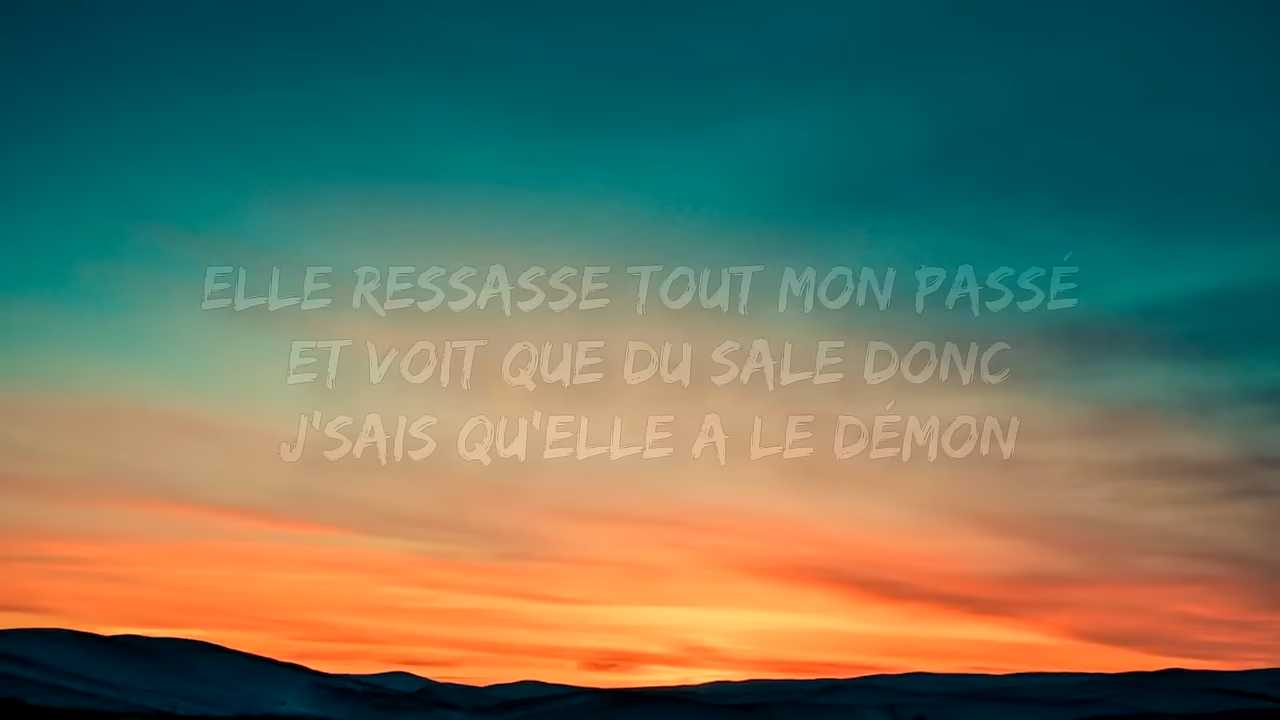 ELLE RESSASSE TOUT MON PASSÉ
ET VOIT QUE DU SALE DONC
J'SAIS QU'ELLE A LE DÉMON